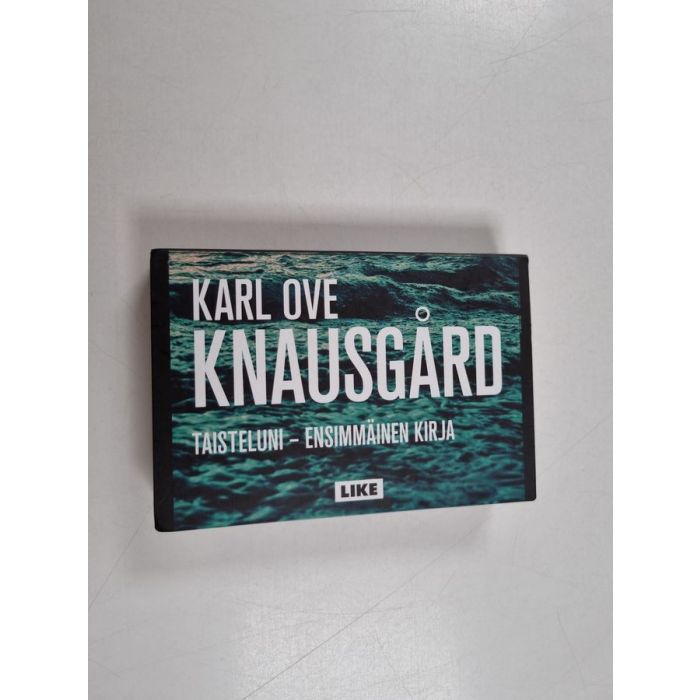 KARL OVE
KNAUSGÅRD
TAISTELUNI – ENSIMMÄINEN KIRJA
LIKE